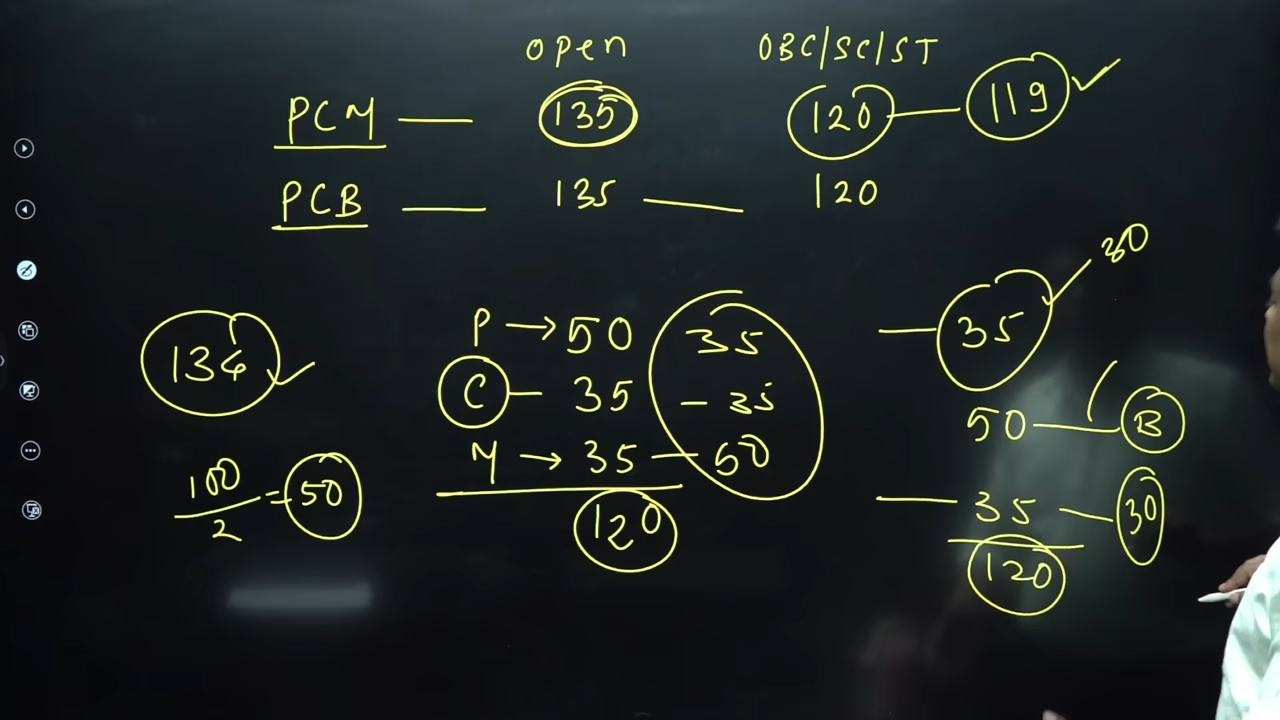 open OBC/SC/ST
PCM — 135 120 — 119 ✓
PCB — 135 — 120
134 ✓
100/2 = 50
P → 50 35
C — 35 — 35
M → 35 — 50
120
— 35 30
50 — B
— 35 — 30
120